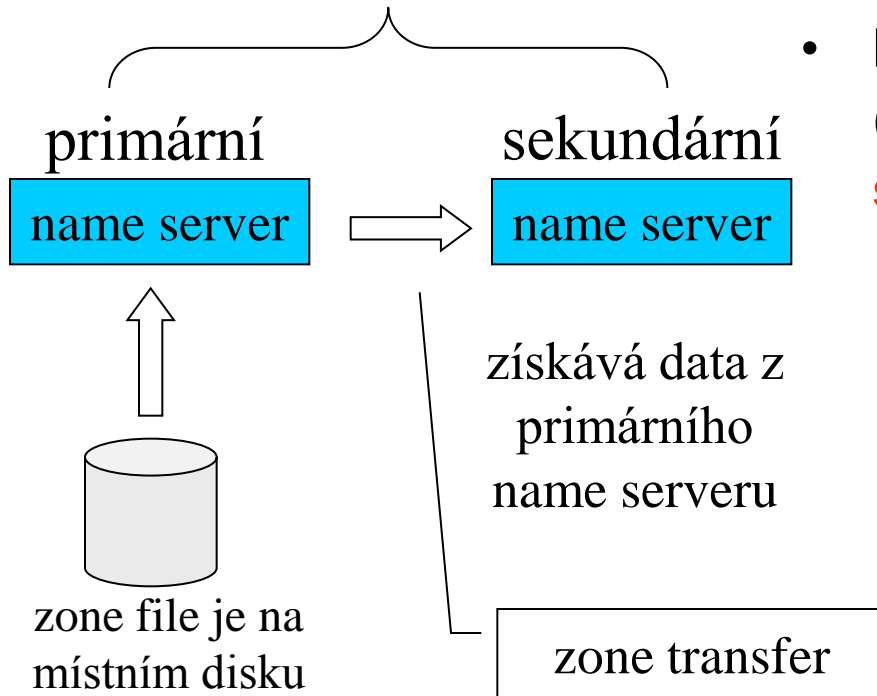 primární
name server
sekundární
name server
získává data z
primárního
name serveru
zone file je na
místním disku
zone transfer